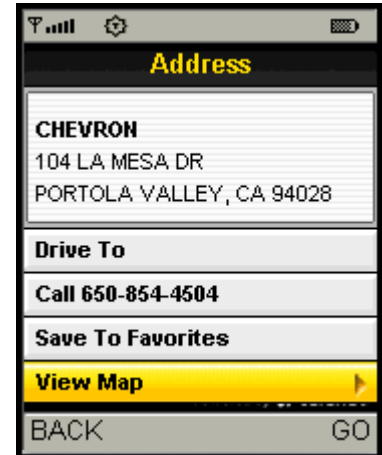 Address
CHEVRON
104 LA MESA DR
PORTOLA VALLEY, CA 94028
Drive To
Call 650-854-4504
Save To Favorites
View Map
BACK GO